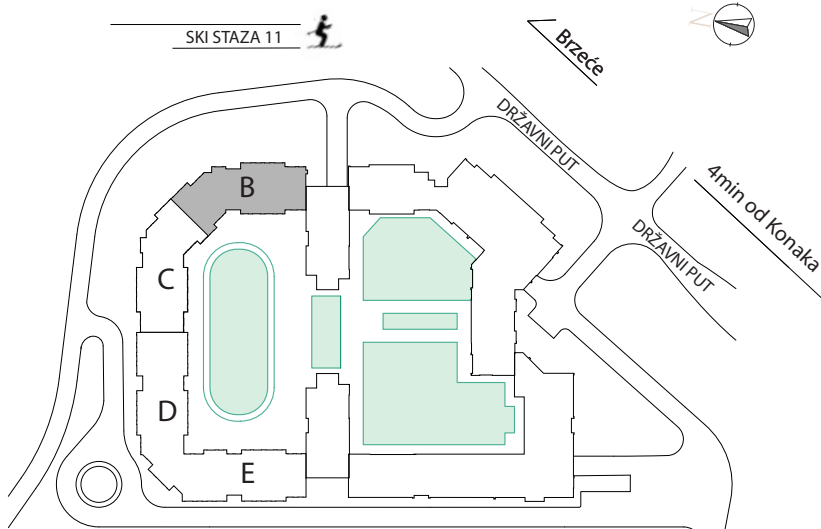 SKI STAZA 11
N
Brzeće
DRŽAVNI PUT
4min od Konaka
DRŽAVNI PUT
B
C
D
E